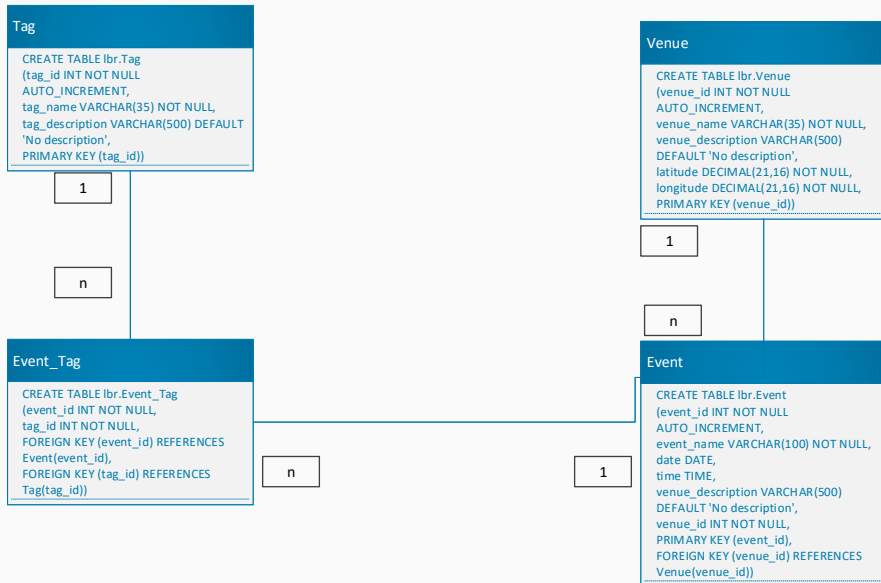 Tag
CREATE TABLE lbr.Tag
(tag_id INT NOT NULL
AUTO_INCREMENT,
tag_name VARCHAR(35) NOT NULL,
tag_description VARCHAR(500) DEFAULT
'No description',
PRIMARY KEY (tag_id))
1
n
Venue
CREATE TABLE lbr.Venue
(venue_id INT NOT NULL
AUTO_INCREMENT,
venue_name VARCHAR(35) NOT NULL,
venue_description VARCHAR(500)
DEFAULT 'No description',
latitude DECIMAL(21,16) NOT NULL,
longitude DECIMAL(21,16) NOT NULL,
PRIMARY KEY (venue_id))
1
n
Event_Tag
CREATE TABLE lbr.Event_Tag
(event_id INT NOT NULL,
tag_id INT NOT NULL,
FOREIGN KEY (event_id) REFERENCES
Event(event_id),
FOREIGN KEY (tag_id) REFERENCES
Tag(tag_id))
n
1
Event
CREATE TABLE lbr.Event
(event_id INT NOT NULL
AUTO_INCREMENT,
event_name VARCHAR(100) NOT NULL,
date DATE,
time TIME,
venue_description VARCHAR(500)
DEFAULT 'No description',
venue_id INT NOT NULL,
PRIMARY KEY (event_id),
FOREIGN KEY (venue_id) REFERENCES
Venue(venue_id))